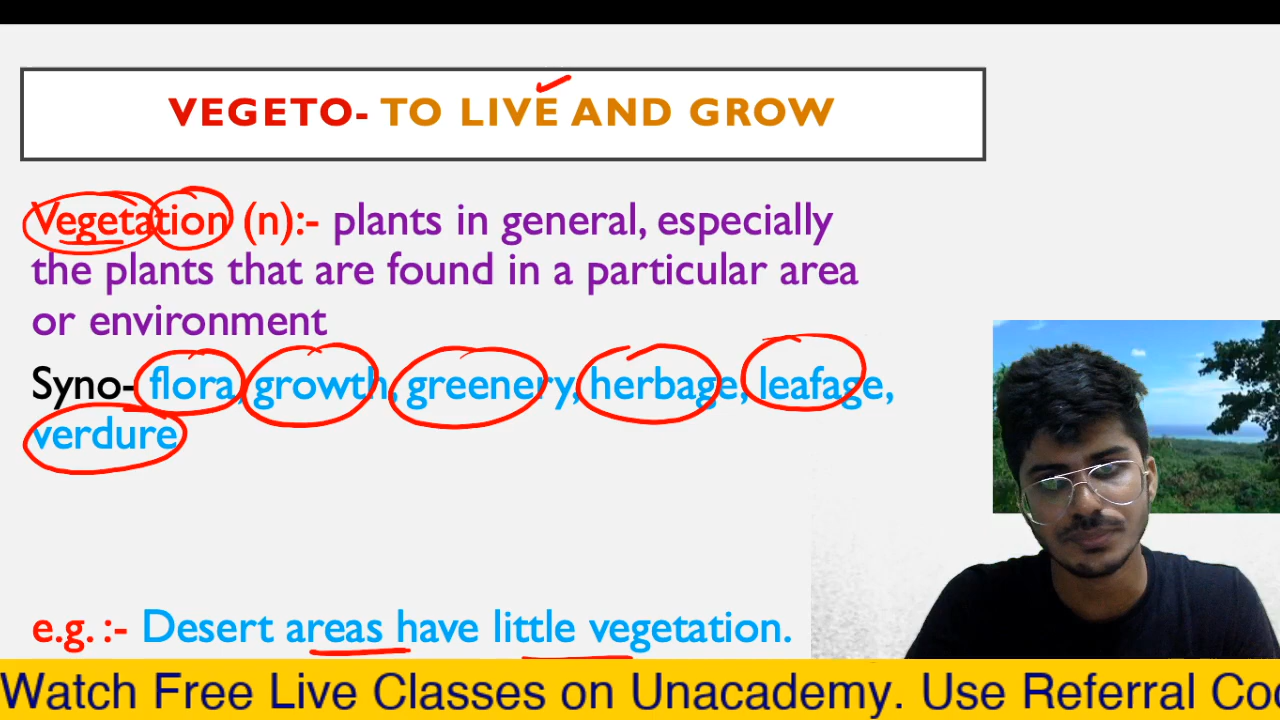 VEGETO- TO LIVE AND GROW
Vegetation (n):- plants in general, especially
the plants that are found in a particular area
or environment
Syno- flora, growth, greenery, herbage, leafage,
verdure
e.g. :- Desert areas have little vegetation.
Watch Free Live Classes on Unacademy. Use Referral